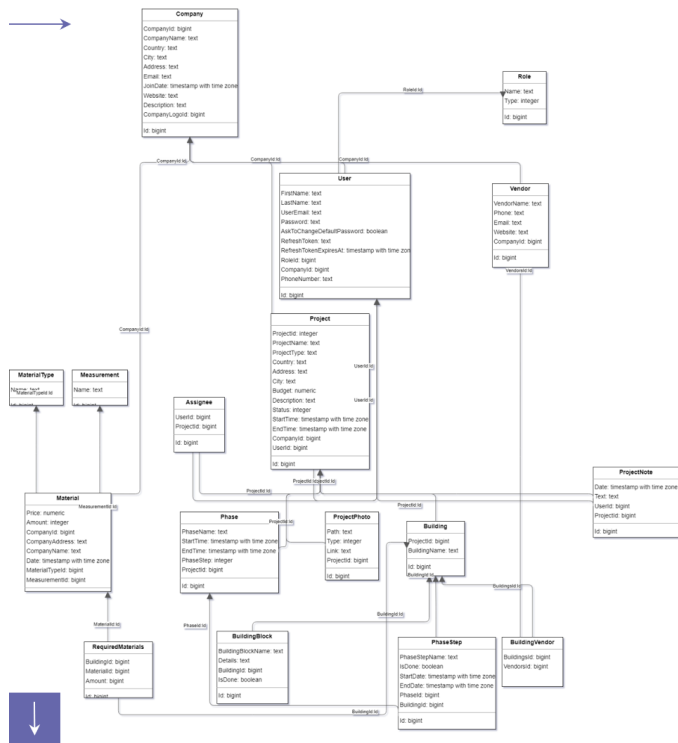 Company
CompanyId: bigint
CompanyName: text
Country: text
City: text
Address: text
Email: text
JoinDate: timestamp with time zone
Website: text
Description: text
CompanyLogoId: bigint
Id: bigint
Role
Name: text
Type: integer
Id: bigint
RoleId:Id
CompanyId:Id
CompanyId:Id
CompanyId:Id
User
FirstName: text
LastName: text
UserEmail: text
Password: text
AskToChangeDefaultPassword: boolean
RefreshToken: text
RefreshTokenExpiresAt: timestamp with time zon
RoleId: bigint
CompanyId: bigint
PhoneNumber: text
Id: bigint
Vendor
VendorName: text
Phone: text
Email: text
Website: text
CompanyId: bigint
Id: bigint
VendorsId:Id
CompanyId:Id
Project
ProjectId: integer
ProjectName: text
ProjectType: text
Country: text
Address: text
City: text
Budget: numeric
Description: text
Status: integer
StartTime: timestamp with time zone
EndTime: timestamp with time zone
CompanyId: bigint
UserId: bigint
Id: bigint
UserId:Id
UserId:Id
MaterialType
Name: text
MaterialTypeId:Id
Id: bigint
Measurement
Name: text
Id: bigint
Assignee
UserId: bigint
ProjectId: bigint
Id: bigint
ProjectNote
Date: timestamp with time zone
Text: text
UserId: bigint
ProjectId: bigint
Id: bigint
ProjectId:Id
ProjectId:Id
ProjectId:Id
ProjectId:Id
Material
Price: numeric
Amount: integer
CompanyId: bigint
CompanyAddress: text
CompanyName: text
Date: timestamp with time zone
MaterialTypeId: bigint
MeasurementId: bigint
MeasurementId:Id
Phase
PhaseName: text
StartTime: timestamp with time zone
EndTime: timestamp with time zone
PhaseStep: integer
ProjectId: bigint
Id: bigint
ProjectPhoto
Path: text
Type: integer
Link: text
ProjectId: bigint
Id: bigint
Building
ProjectId: bigint
BuildingName: text
Id: bigint
BuildingId:Id
BuildingsId:Id
BuildingId:Id
MaterialId:Id
PhaseId:Id
RequiredMaterials
BuildingId: bigint
MaterialId: bigint
Amount: bigint
Id: bigint
BuildingBlock
BuildingBlockName: text
Details: text
BuildingId: bigint
IsDone: boolean
Id: bigint
PhaseStep
PhaseStepName: text
IsDone: boolean
StartDate: timestamp with time zone
EndDate: timestamp with time zone
PhaseId: bigint
BuildingId: bigint
Id: bigint
BuildingVendor
BuildingsId: bigint
VendorsId: bigint
BuildingId:Id